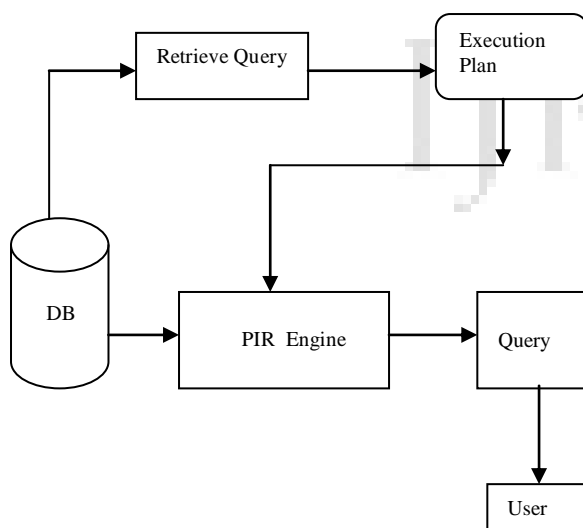 Retrieve Query
Execution
Plan
DB
PIR Engine
Query
User